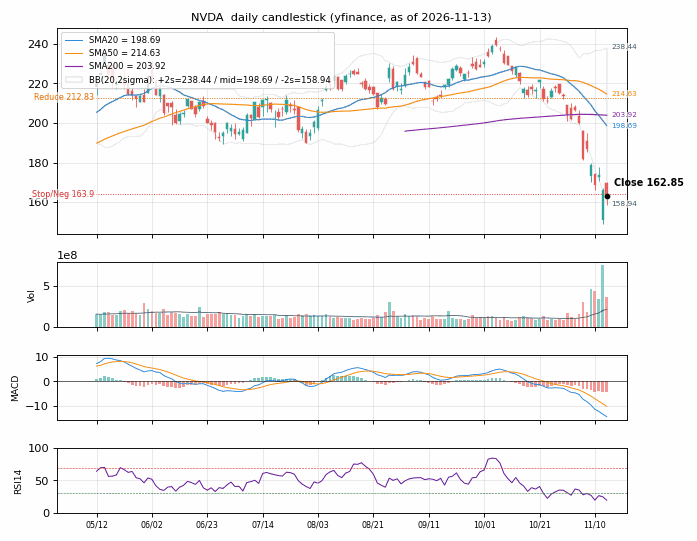 NVDA  daily candlestick (yfinance, as of 2026-11-13)
SMA20 = 198.69
SMA50 = 214.63
SMA200 = 203.92
BB(20,2sigma): +2s=238.44 / mid=198.69 / -2s=158.94
240
220
200
180
160
Reduce 212.83
Stop/Neg 163.9
238.44
214.63
203.92
198.69
Close 162.85
158.94
1e8
Vol
5
0
MACD
10
0
−10
RSI14
100
50
0
05/12
06/02
06/23
07/14
08/03
08/21
09/11
10/01
10/21
11/10